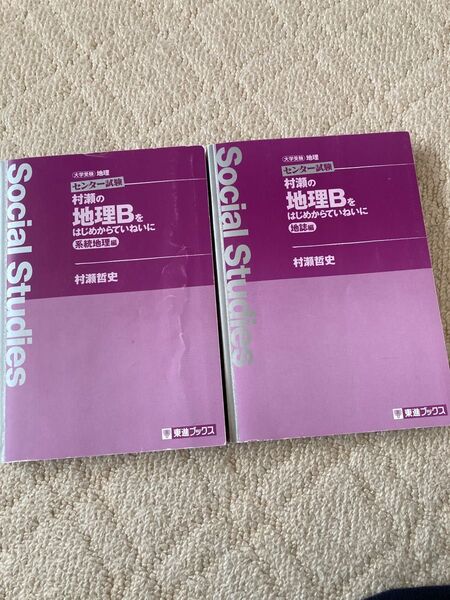 Social Studies
大学受験 地理
センター試験
村瀬の
地理Bを
はじめからていねいに
系統地理編
村瀬哲史
東進ブックス
Social Studies
大学受験 地理
センター試験
村瀬の
地理Bを
はじめからていねいに
地誌編
村瀬哲史
東進ブックス